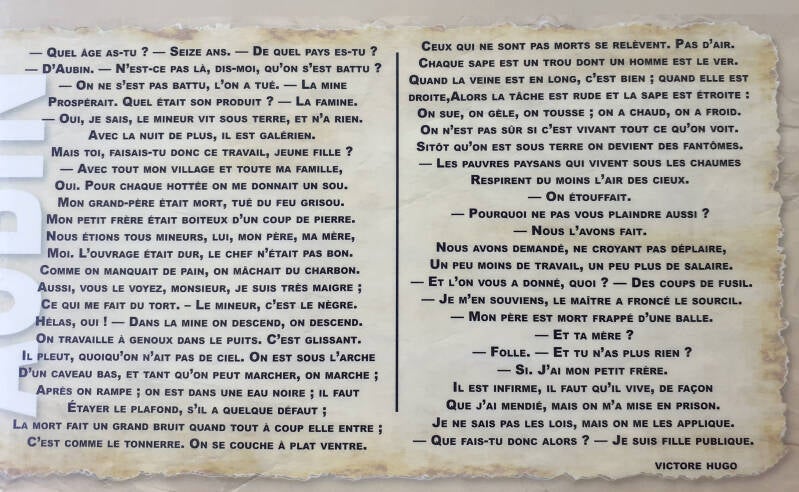 AUBIN
— Quel âge as-tu ? — Seize ans. — De quel pays es-tu ?
— D'Aubin. — N'est-ce pas là, dis-moi, qu'on s'est battu ?
— On ne s'est pas battu, l'on a tué. — La mine
Prospérait. Quel était son produit ? — La famine.
— Oui, je sais, le mineur vit sous terre, et n'a rien.
Avec la nuit de plus, il est galérien.
Mais toi, faisais-tu donc ce travail, jeune fille ?
— Avec tout mon village et toute ma famille,
Oui. Pour chaque hottée on me donnait un sou.
Mon grand-père était mort, tué du feu grisou.
Mon petit frère était boiteux d'un coup de pierre.
Nous étions tous mineurs, lui, mon père, ma mère,
Moi. L'ouvrage était dur, le chef n'était pas bon.
Comme on manquait de pain, on mâchait du charbon.
Aussi, vous le voyez, monsieur, je suis très maigre ;
Ce qui me fait du tort. – Le mineur, c'est le nègre.
Hélas, oui ! — Dans la mine on descend, on descend.
On travaille à genoux dans le puits. C'est glissant.
Il pleut, quoiqu'on n'ait pas de ciel. On est sous l'arche
D'un caveau bas, et tant qu'on peut marcher, on marche ;
Après on rampe ; on est dans une eau noire ; il faut
Étayer le plafond, s'il a quelque défaut ;
La mort fait un grand bruit quand tout à coup elle entre ;
C'est comme le tonnerre. On se couche à plat ventre.
Ceux qui ne sont pas morts se relèvent. Pas d'air.
Chaque sape est un trou dont un homme est le ver.
Quand la veine est en long, c'est bien ; quand elle est
droite,Alors la tâche est rude et la sape est étroite :
On sue, on gèle, on tousse ; on a chaud, on a froid.
On n'est pas sûr si c'est vivant tout ce qu'on voit.
Sitôt qu'on est sous terre on devient des fantômes.
— Les pauvres paysans qui vivent sous les chaumes
Respirent du moins l'air des cieux.
— On étouffait.
— Pourquoi ne pas vous plaindre aussi ?
— Nous l'avons fait.
Nous avons demandé, ne croyant pas déplaire,
Un peu moins de travail, un peu plus de salaire.
— Et l'on vous a donné, quoi ? — Des coups de fusil.
— Je m'en souviens, le maître a froncé le sourcil.
— Mon père est mort frappé d'une balle.
— Et ta mère ?
— Folle. — Et tu n'as plus rien ?
— Si. J'ai mon petit frère.
Il est infirme, il faut qu'il vive, de façon
Que j'ai mendié, mais on m'a mise en prison.
Je ne sais pas les lois, mais on me les applique.
— Que fais-tu donc alors ? — Je suis fille publique.
VICTORE HUGO